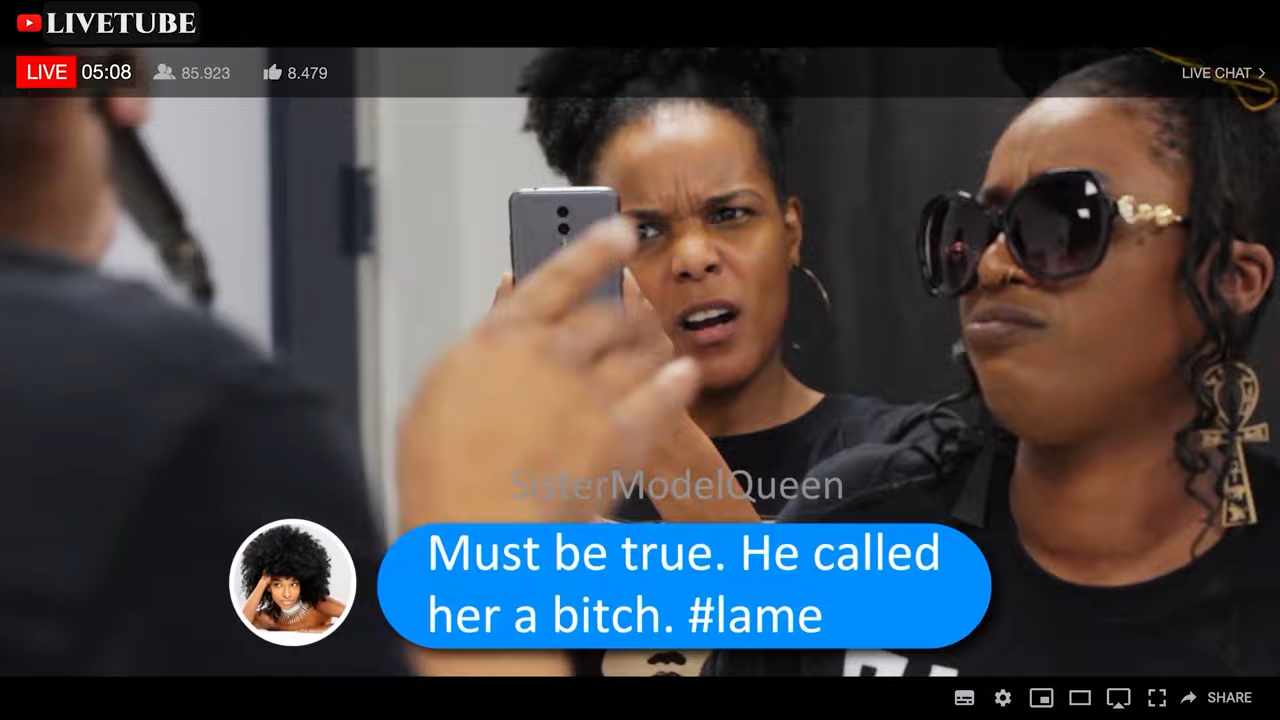 LIVETUBE
LIVE 05:08 85.923 8.479
LIVE CHAT
SisterModelQueen
Must be true. He called
her a bitch. #lame
SHARE